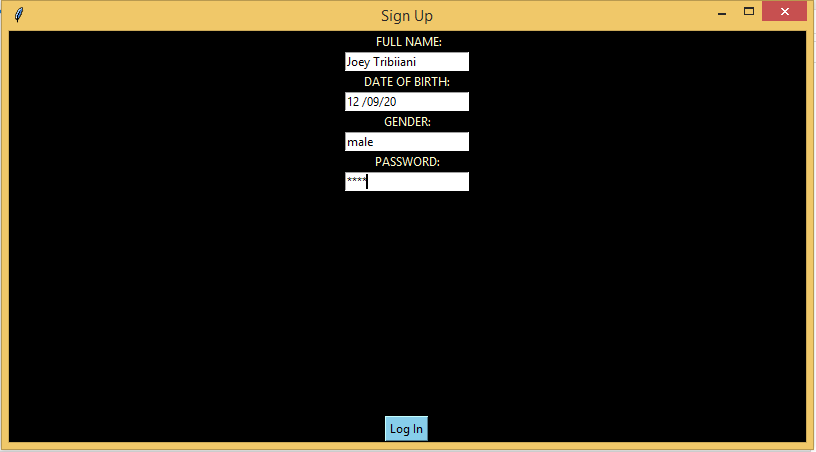 Sign Up
FULL NAME:
Joey Tribiiani
DATE OF BIRTH:
12 /09/20
GENDER:
male
PASSWORD:
****
Log In